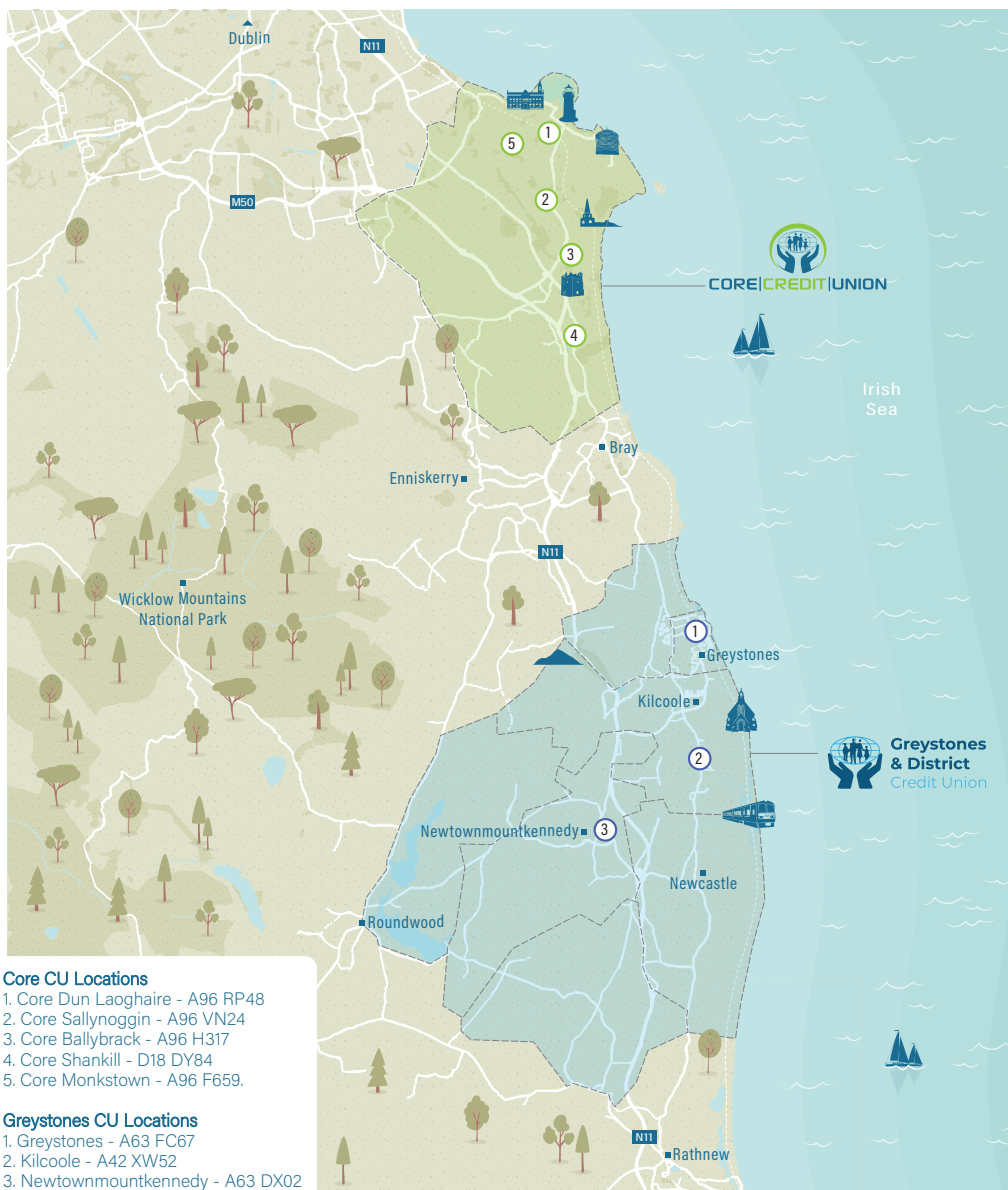 Dublin
N11
1
5
M50
2
3
CORE|CREDIT|UNION
4
Irish
Sea
Bray
Enniskerry
N11
Wicklow Mountains
National Park
1
Greystones
Kilcoole
2
Greystones
& District
Credit Union
Newtownmountkennedy
3
Newcastle
Roundwood
Core CU Locations
1. Core Dun Laoghaire - A96 RP48
2. Core Sallynoggin - A96 VN24
3. Core Ballybrack - A96 H317
4. Core Shankill - D18 DY84
5. Core Monkstown - A96 F659.
Greystones CU Locations
1. Greystones - A63 FC67
2. Kilcoole - A42 XW52
3. Newtownmountkennedy - A63 DX02
N11
Rathnew